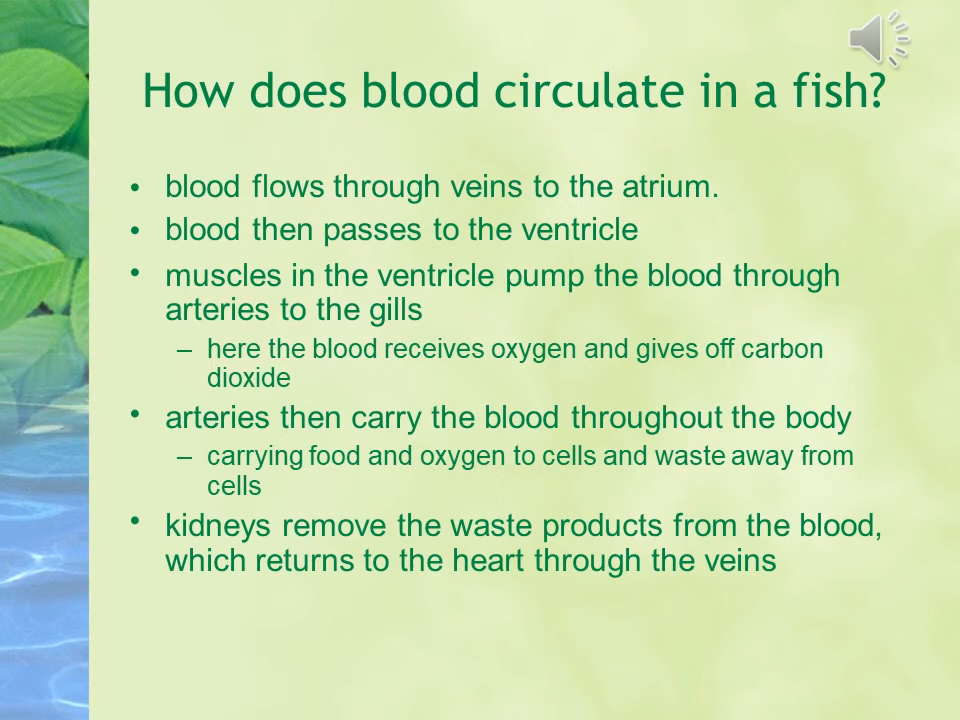 How does blood circulate in a fish?
• blood flows through veins to the atrium.
• blood then passes to the ventricle
• muscles in the ventricle pump the blood through
arteries to the gills
– here the blood receives oxygen and gives off carbon
dioxide
• arteries then carry the blood throughout the body
– carrying food and oxygen to cells and waste away from
cells
• kidneys remove the waste products from the blood,
which returns to the heart through the veins